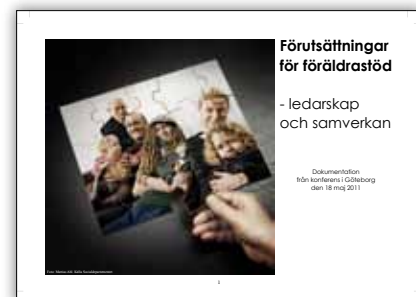 Förutsättningar
för föräldrastöd
- ledarskap
och samverkan
Dokumentation
från konferens i Göteborg
den 18 maj 2011
1